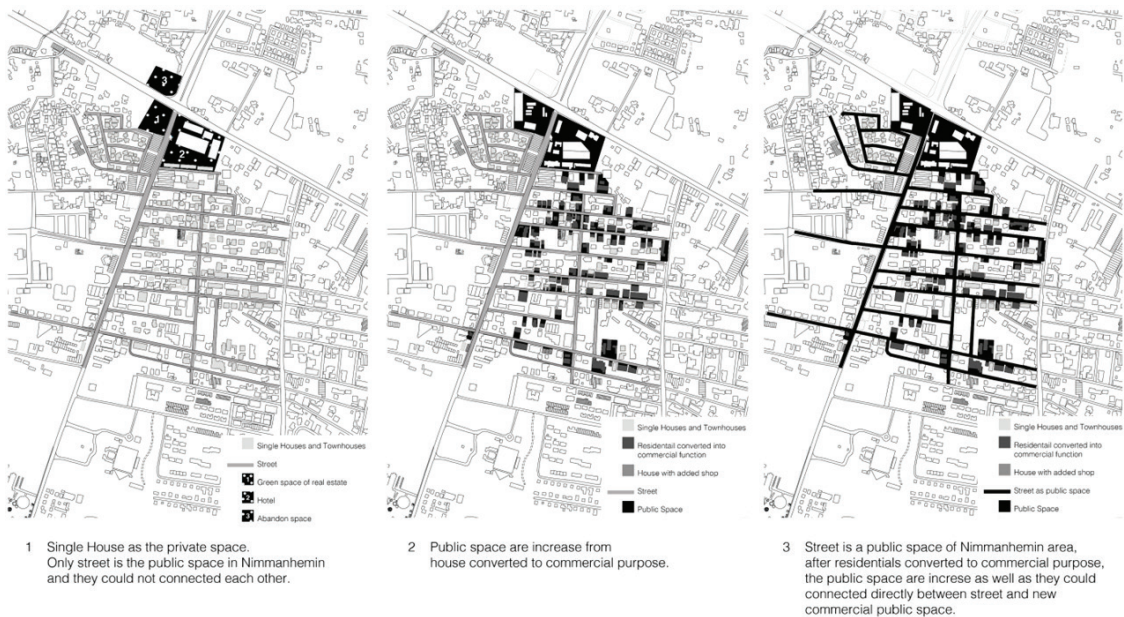 3
1
2
Single Houses and Townhouses
Street
Green space of real estate
Hotel
Abandon space
1 Single House as the private space.
Only street is the public space in Nimmanhemin
and they could not connected each other.
Single Houses and Townhouses
Residentail converted into
commercial function
House with added shop
Street
Public Space
2 Public space are increase from
house converted to commercial purpose.
Single Houses and Townhouses
Residentail converted into
commercial function
House with added shop
Street as public space
Public Space
3 Street is a public space of Nimmanhemin area,
after residentials converted to commercial purpose,
the public space are increse as well as they could
connected directly between street and new
commercial public space.